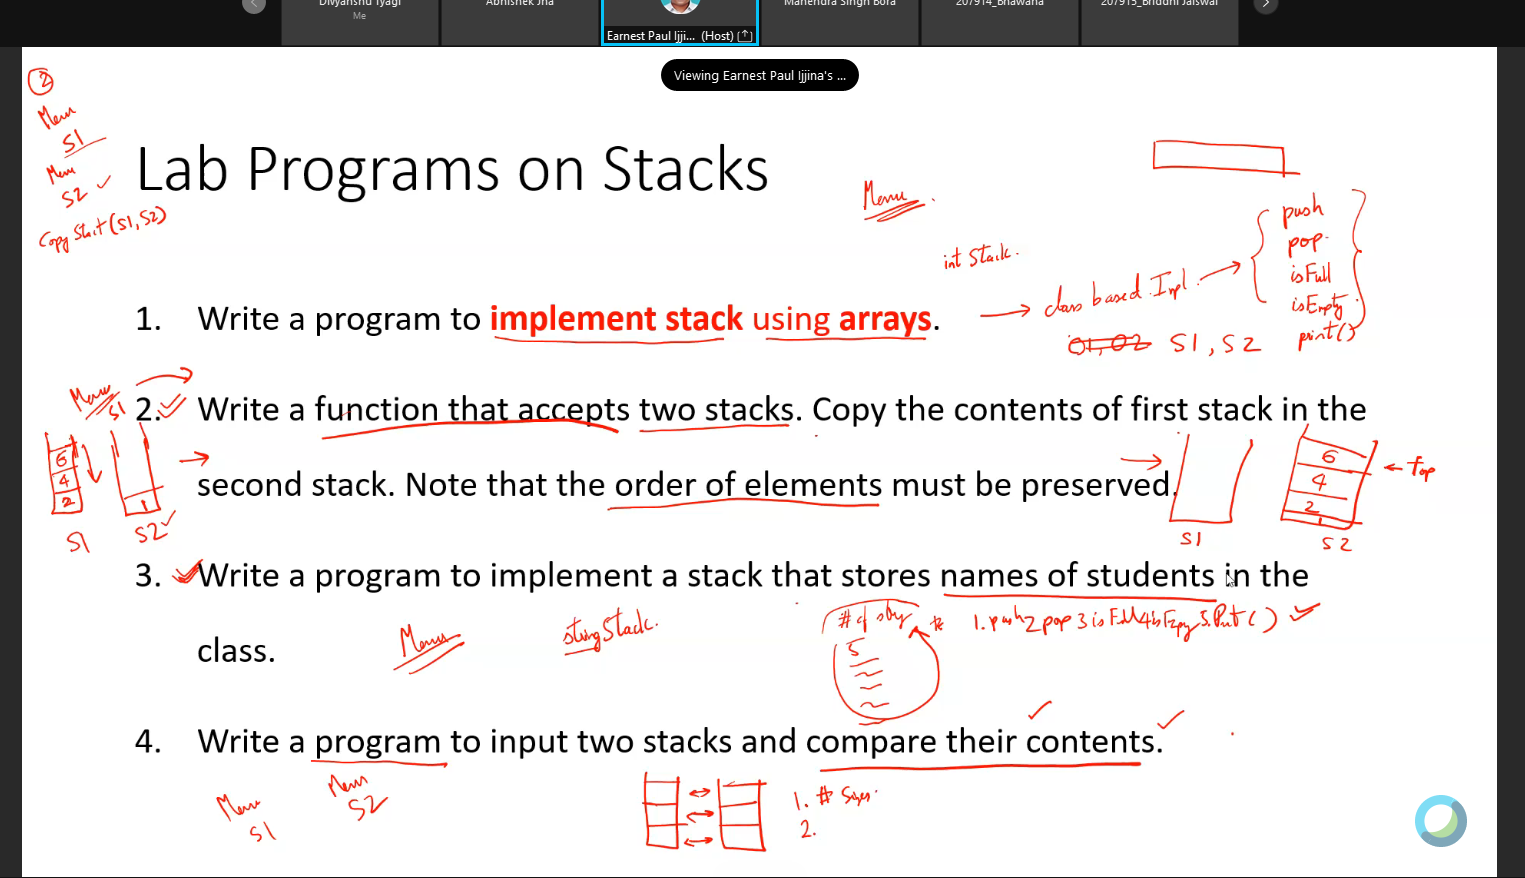 Divyanshu Tyagi
Me
Abhishek Jha
Earnest Paul Ijji... (Host)
Mahendra Singh Bora
207914_Bhawana
207915_Briddhi Jaiswal
Viewing Earnest Paul Ijjina's ...
2
Menu
S1
Menu
S2
Copy Stack (S1, S2)
Lab Programs on Stacks
Menu
int Stack.
class based Impl.
push
pop
isFull
isEmpty
print()
1. Write a program to implement stack using arrays.
O1, O2 S1, S2
Menu
S1
2. Write a function that accepts two stacks. Copy the contents of first stack in the
second stack. Note that the order of elements must be preserved.
6
4
2
S1
1
S2
S1
6
4
2
1
S2
Top
3. Write a program to implement a stack that stores names of students in the
class.
Menu
string Stack.
# of
5
1. push 2 pop 3 isFull 4 isEmpy 5. Print ( )
4. Write a program to input two stacks and compare their contents.
Menu
S1
Menu
S2
1. # Sizes.
2.